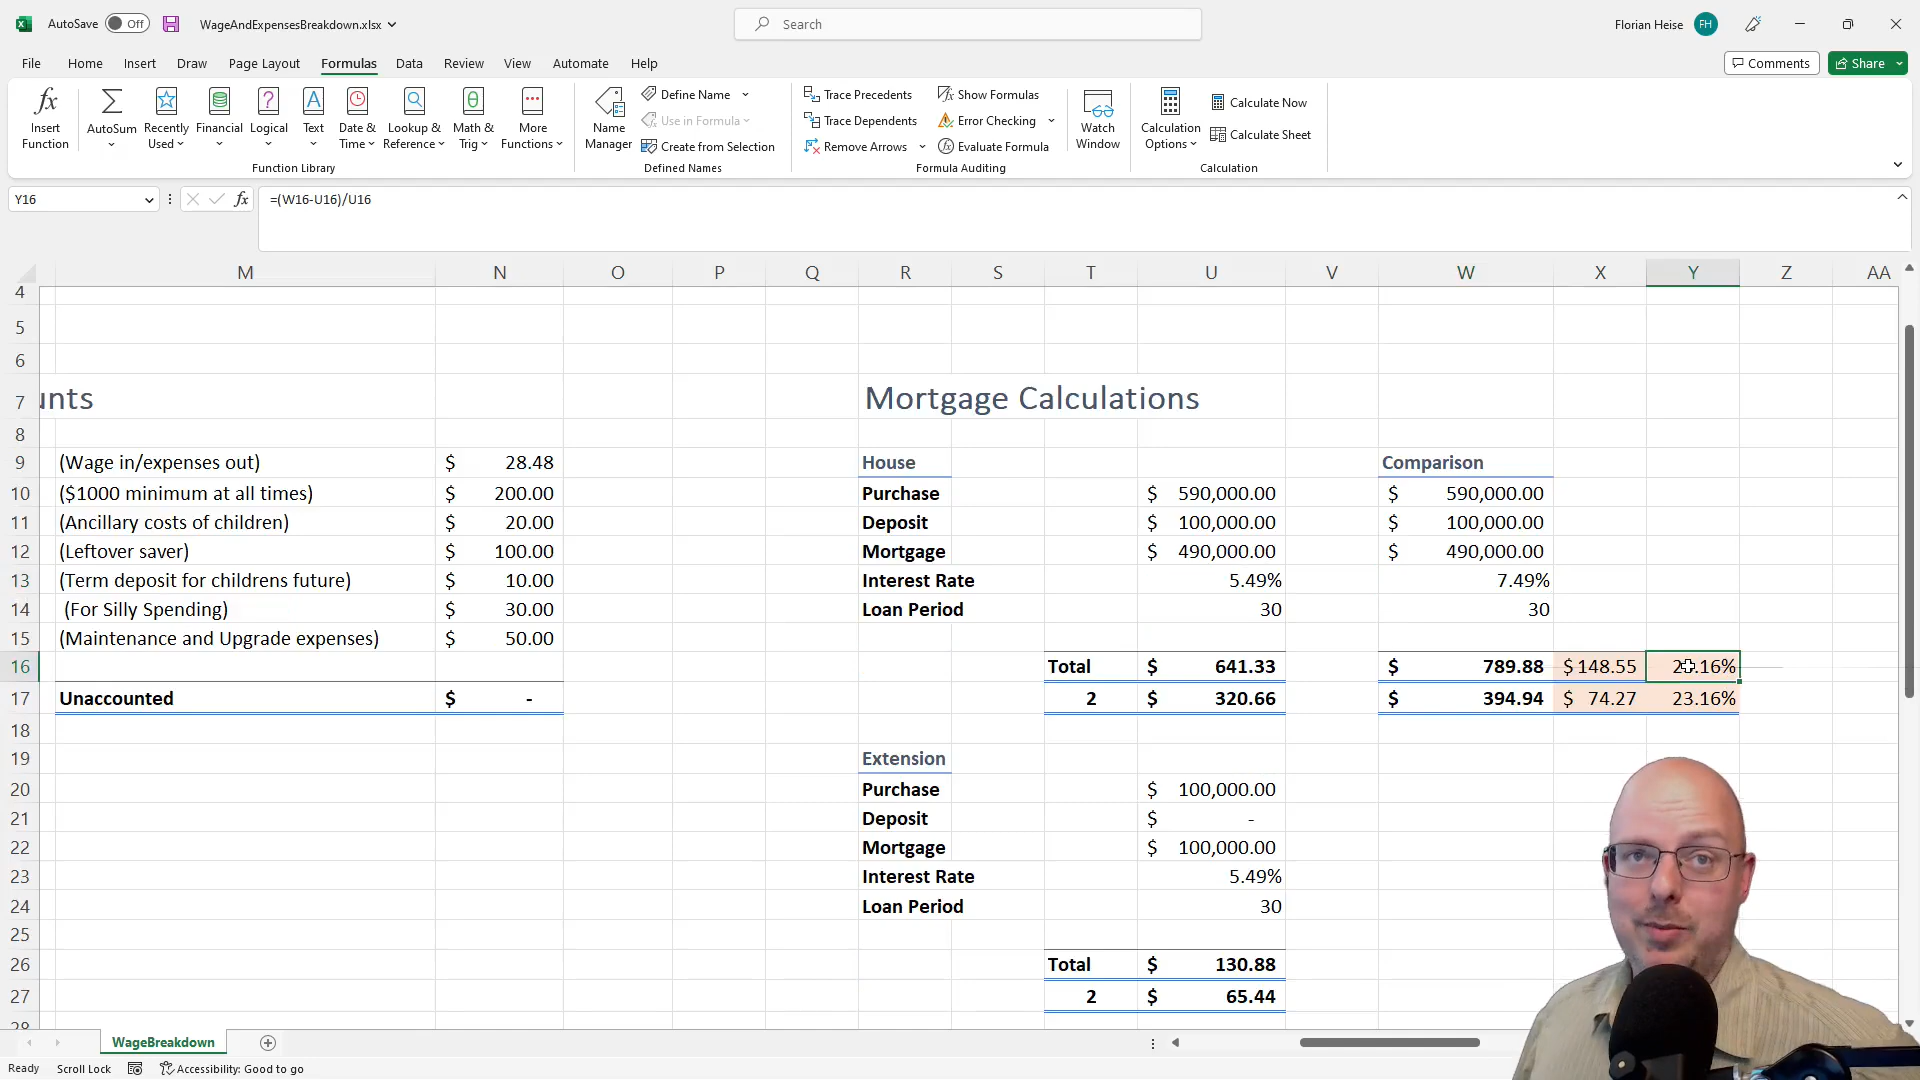 AutoSave Off WageAndExpensesBreakdown.xlsx Search Florian Heise FH
File Home Insert Draw Page Layout Formulas Data Review View Automate Help Comments Share
Insert Function
AutoSum
Recently Used
Financial
Logical
Text
Date & Time
Lookup & Reference
Math & Trig
More Functions
Function Library
Name Manager
Define Name
Use in Formula
Create from Selection
Defined Names
Trace Precedents
Trace Dependents
Remove Arrows
Show Formulas
Error Checking
Evaluate Formula
Formula Auditing
Watch Window
Calculation Options
Calculate Now
Calculate Sheet
Calculation
Y16 fx =(W16-U16)/U16
M N O P Q R S T U V W X Y Z AA
4
5
6
7 unts Mortgage Calculations
8
9 (Wage in/expenses out) $ 28.48 House Comparison
10 ($1000 minimum at all times) $ 200.00 Purchase $ 590,000.00 $ 590,000.00
11 (Ancillary costs of children) $ 20.00 Deposit $ 100,000.00 $ 100,000.00
12 (Leftover saver) $ 100.00 Mortgage $ 490,000.00 $ 490,000.00
13 (Term deposit for childrens future) $ 10.00 Interest Rate 5.49% 7.49%
14 (For Silly Spending) $ 30.00 Loan Period 30 30
15 (Maintenance and Upgrade expenses) $ 50.00
16 Total $ 641.33 $ 789.88 $ 148.55
17 Unaccounted $ - 2 $ 320.66 $ 394.94 $ 74.27 23.16%
18
19 Extension
20 Purchase $ 100,000.00
21 Deposit $ -
22 Mortgage $ 100,000.00
23 Interest Rate 5.49%
24 Loan Period 30
25
26 Total $ 130.88
27 2 $ 65.44
28
WageBreakdown
Ready Scroll Lock Accessibility: Good to go